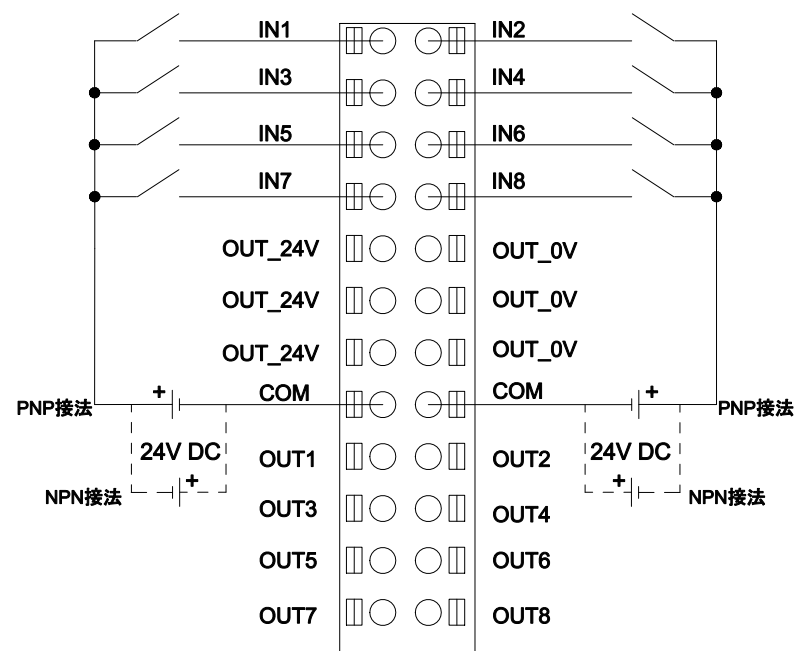 IN1 IN2
IN3 IN4
IN5 IN6
IN7 IN8
OUT_24V OUT_0V
OUT_24V OUT_0V
OUT_24V OUT_0V
PNP接法 + COM COM + PNP接法
24V DC OUT1 OUT2 24V DC
NPN接法 + OUT3 OUT4 + NPN接法
OUT5 OUT6
OUT7 OUT8